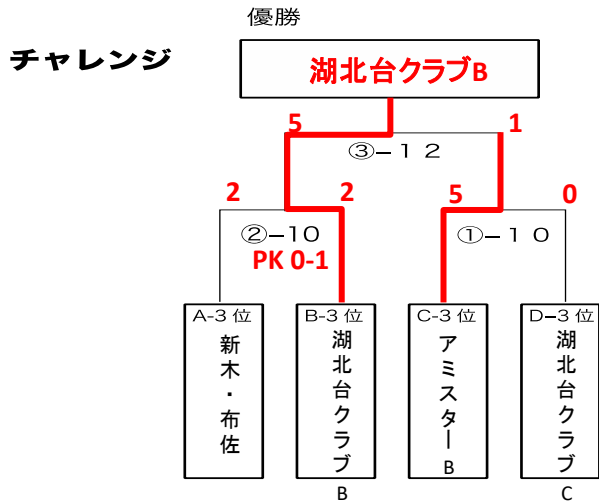 優勝
チャレンジ
湖北台クラブB
5
1
③−12
2
2
5
0
②−10
①−10
PK 0-1
A-3位
B-3位
C-3位
D-3位
新木・布佐
湖北台クラブB
アミスターB
湖北台クラブC